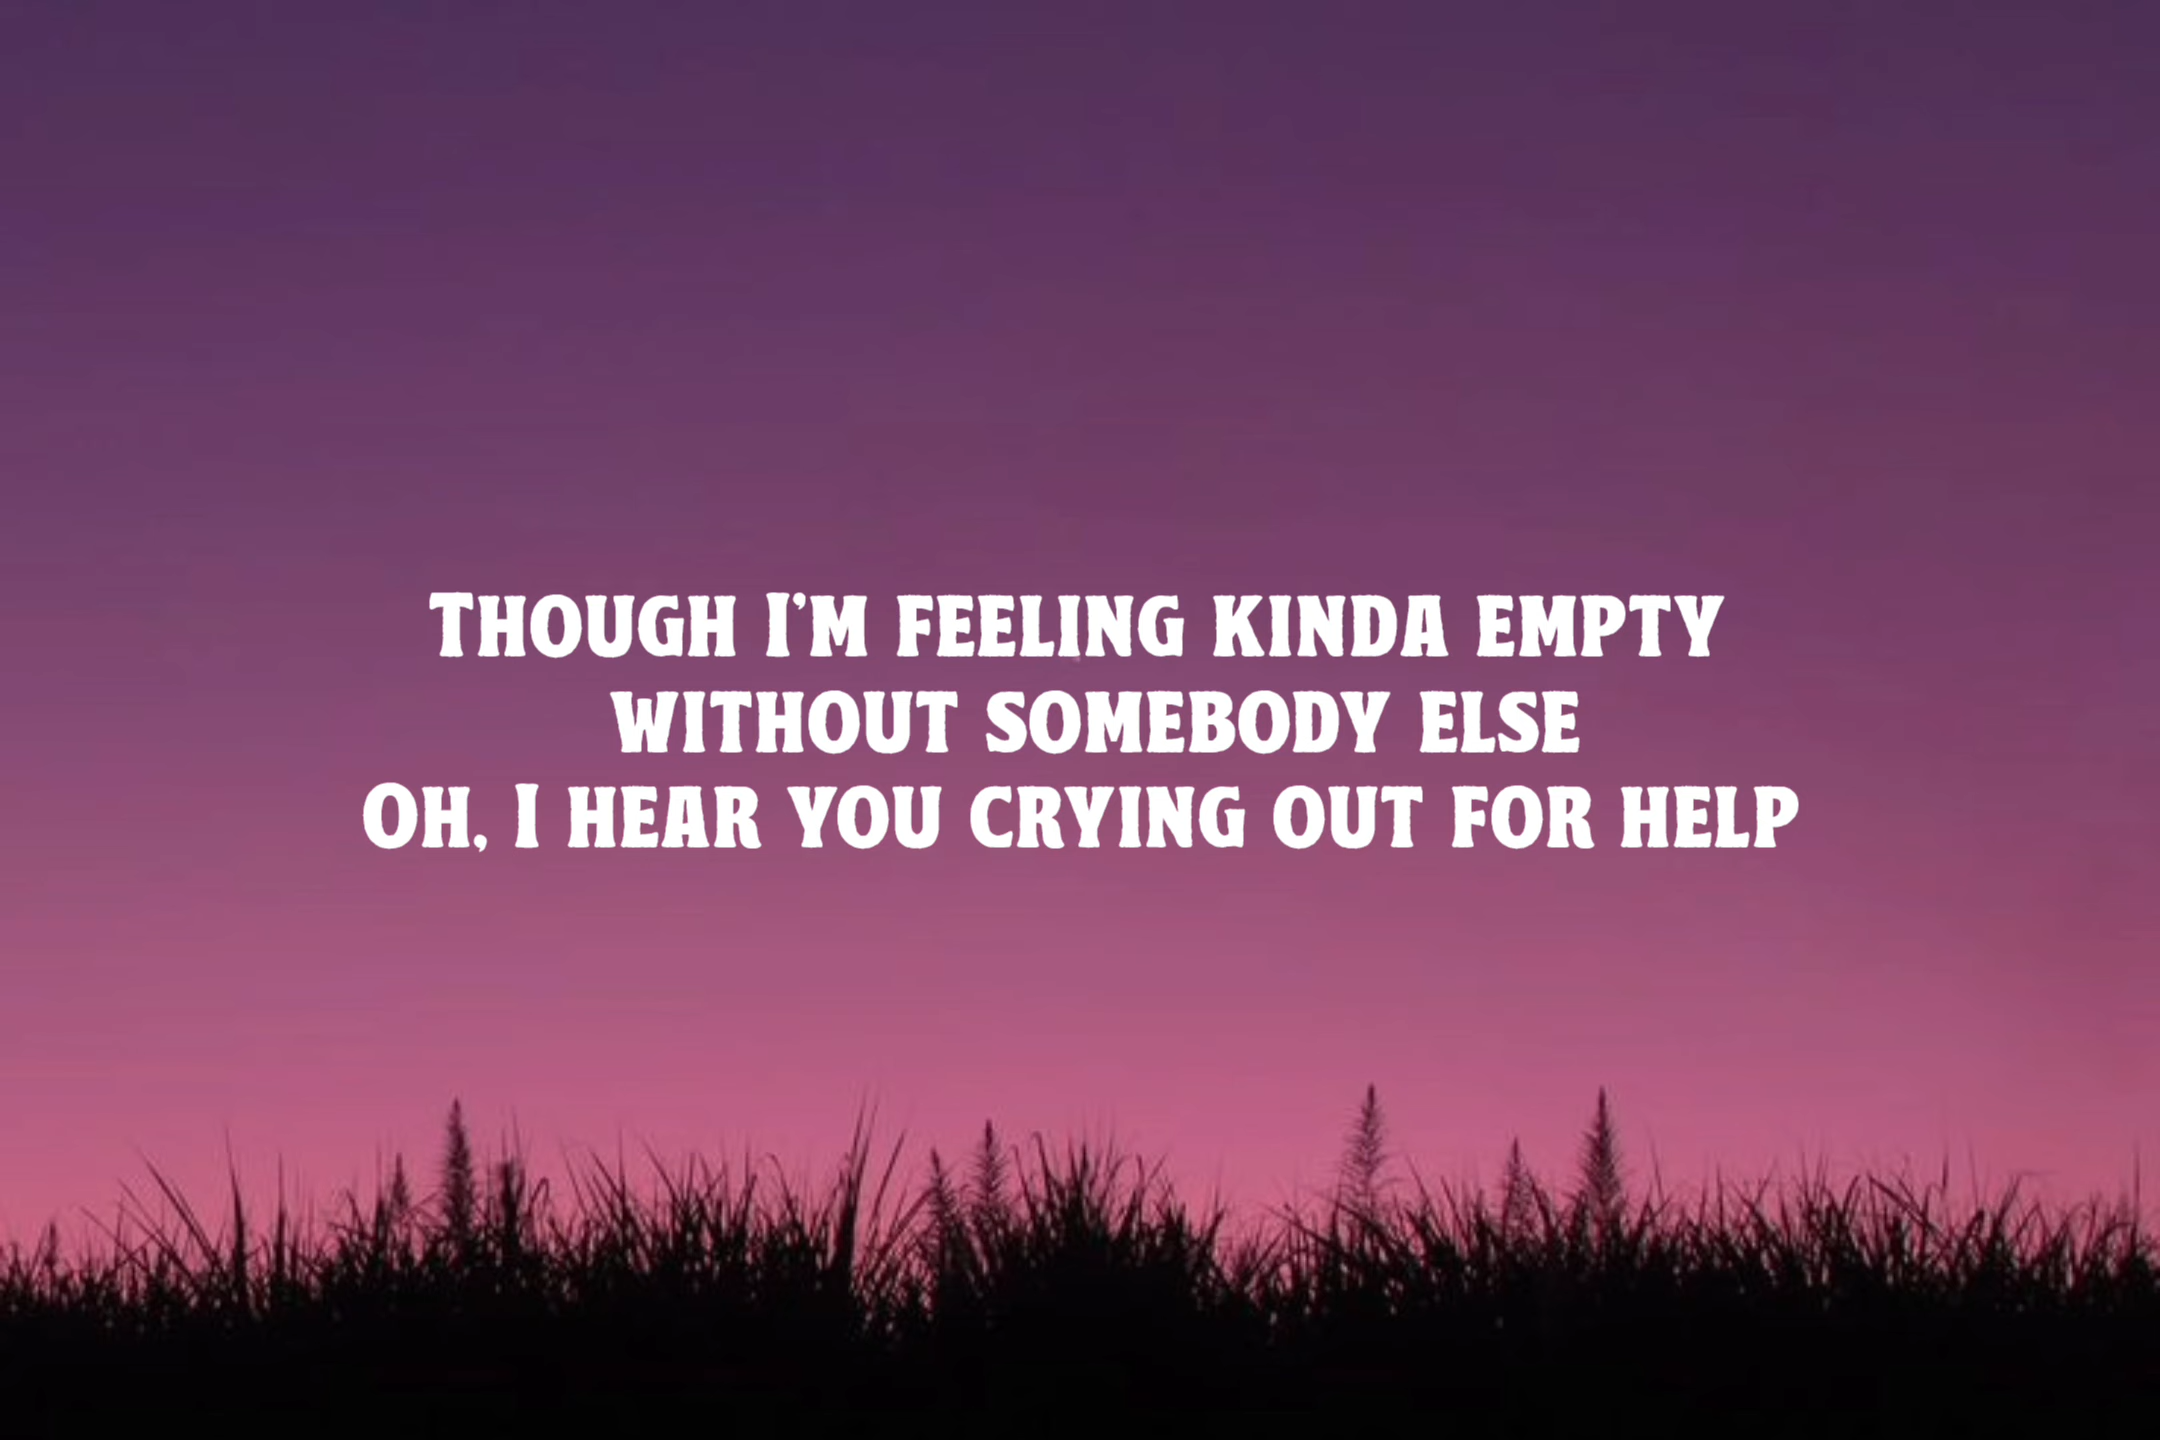 Though I'm feeling kinda empty
without somebody else
Oh, I hear you crying out for help